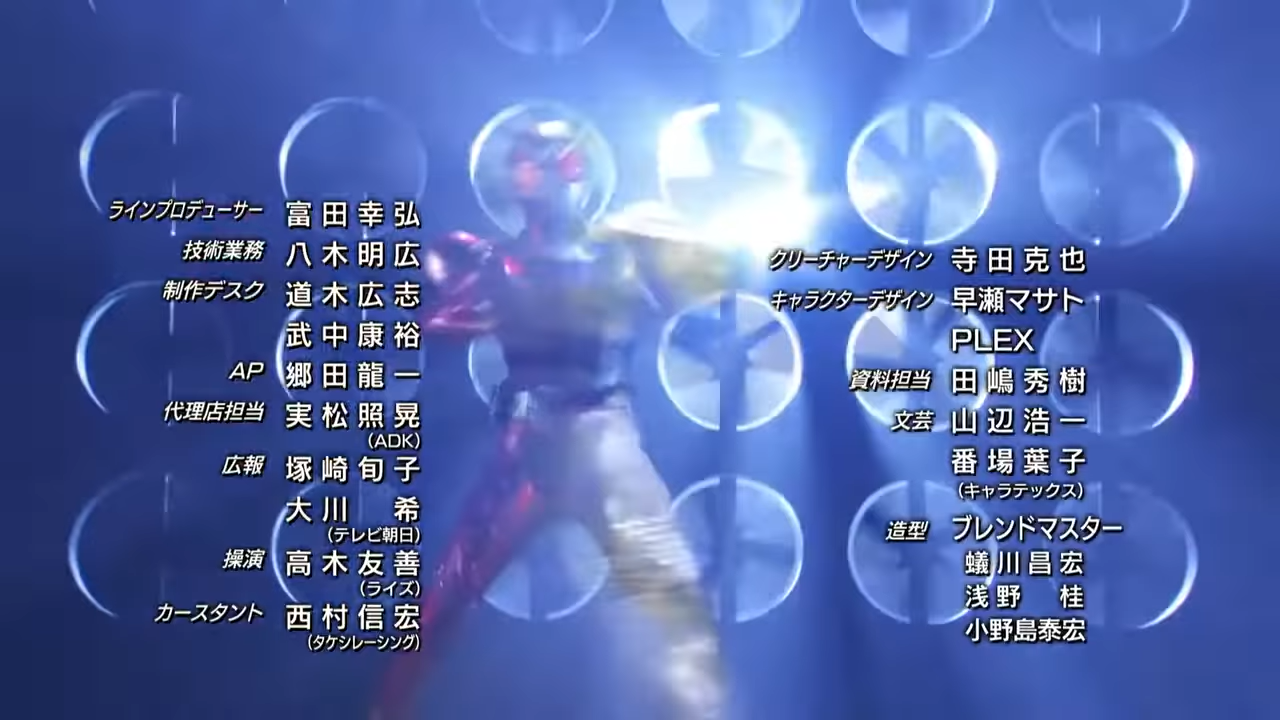 ラインプロデューサー 富田幸弘
技術業務 八木明広
制作デスク 道木広志
武中康裕
AP 郷田龍一
代理店担当 実松照晃
(ADK)
広報 塚崎旬子
大川 希
(テレビ朝日)
操演 高木友善
(ライズ)
カースタント 西村信宏
(タケシレーシング)
クリーチャーデザイン 寺田克也
キャラクターデザイン 早瀬マサト
PLEX
資料担当 田嶋秀樹
文芸 山辺浩一
番場葉子
(キャラテックス)
造型 ブレンドマスター
蟻川昌宏
浅野 桂
小野島泰宏